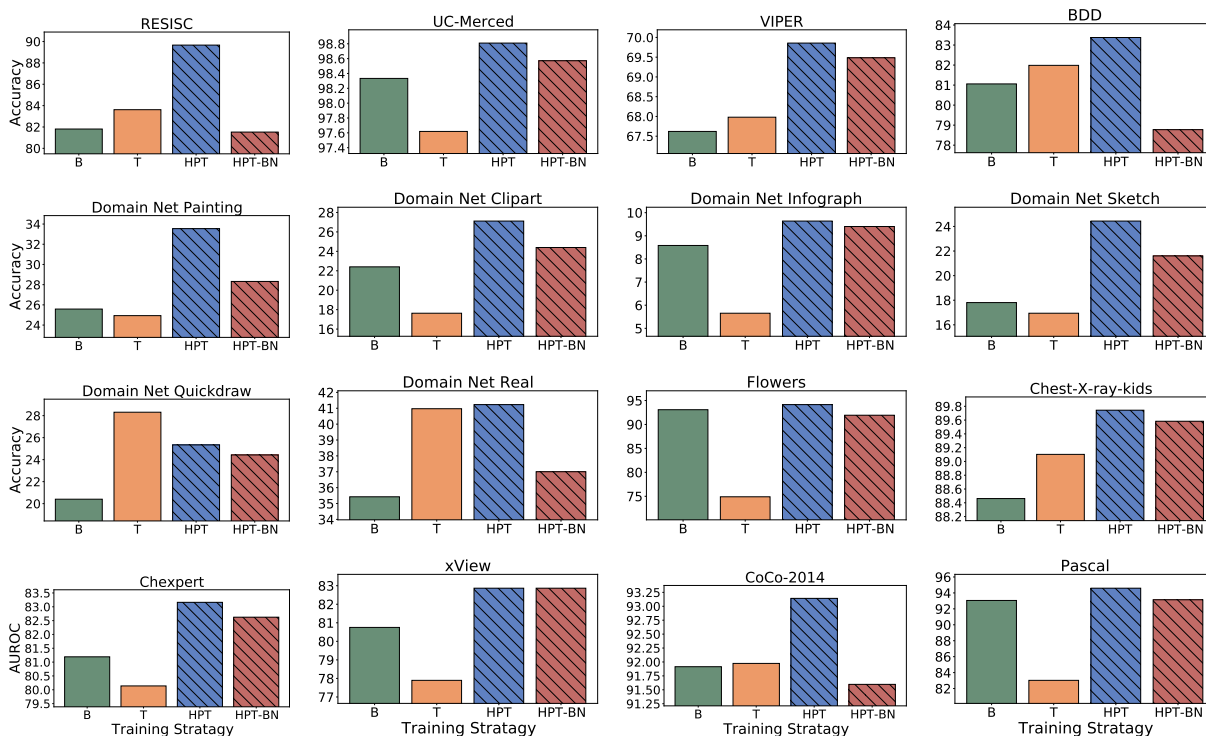 RESISC
Accuracy
90
88
86
84
82
80
B T HPT HPT-BN
UC-Merced
98.8
98.6
98.4
98.2
98.0
97.8
97.6
97.4
B T HPT HPT-BN
VIPER
70.0
69.5
69.0
68.5
68.0
67.5
B T HPT HPT-BN
BDD
84
83
82
81
80
79
78
B T HPT HPT-BN
Domain Net Painting
Accuracy
34
32
30
28
26
24
B T HPT HPT-BN
Domain Net Clipart
28
26
24
22
20
18
16
B T HPT HPT-BN
Domain Net Infograph
10
9
8
7
6
5
B T HPT HPT-BN
Domain Net Sketch
24
22
20
18
16
B T HPT HPT-BN
Domain Net Quickdraw
Accuracy
28
26
24
22
20
B T HPT HPT-BN
Domain Net Real
42
41
40
39
38
37
36
35
34
B T HPT HPT-BN
Flowers
95
90
85
80
75
B T HPT HPT-BN
Chest-X-ray-kids
89.8
89.6
89.4
89.2
89.0
88.8
88.6
88.4
88.2
B T HPT HPT-BN
Chexpert
AUROC
83.5
83.0
82.5
82.0
81.5
81.0
80.5
80.0
79.5
B T HPT HPT-BN
Training Stratagy
xView
83
82
81
80
79
78
77
B T HPT HPT-BN
Training Stratagy
CoCo-2014
93.25
93.00
92.75
92.50
92.25
92.00
91.75
91.50
91.25
B T HPT HPT-BN
Training Stratagy
Pascal
96
94
92
90
88
86
84
82
B T HPT HPT-BN
Training Stratagy